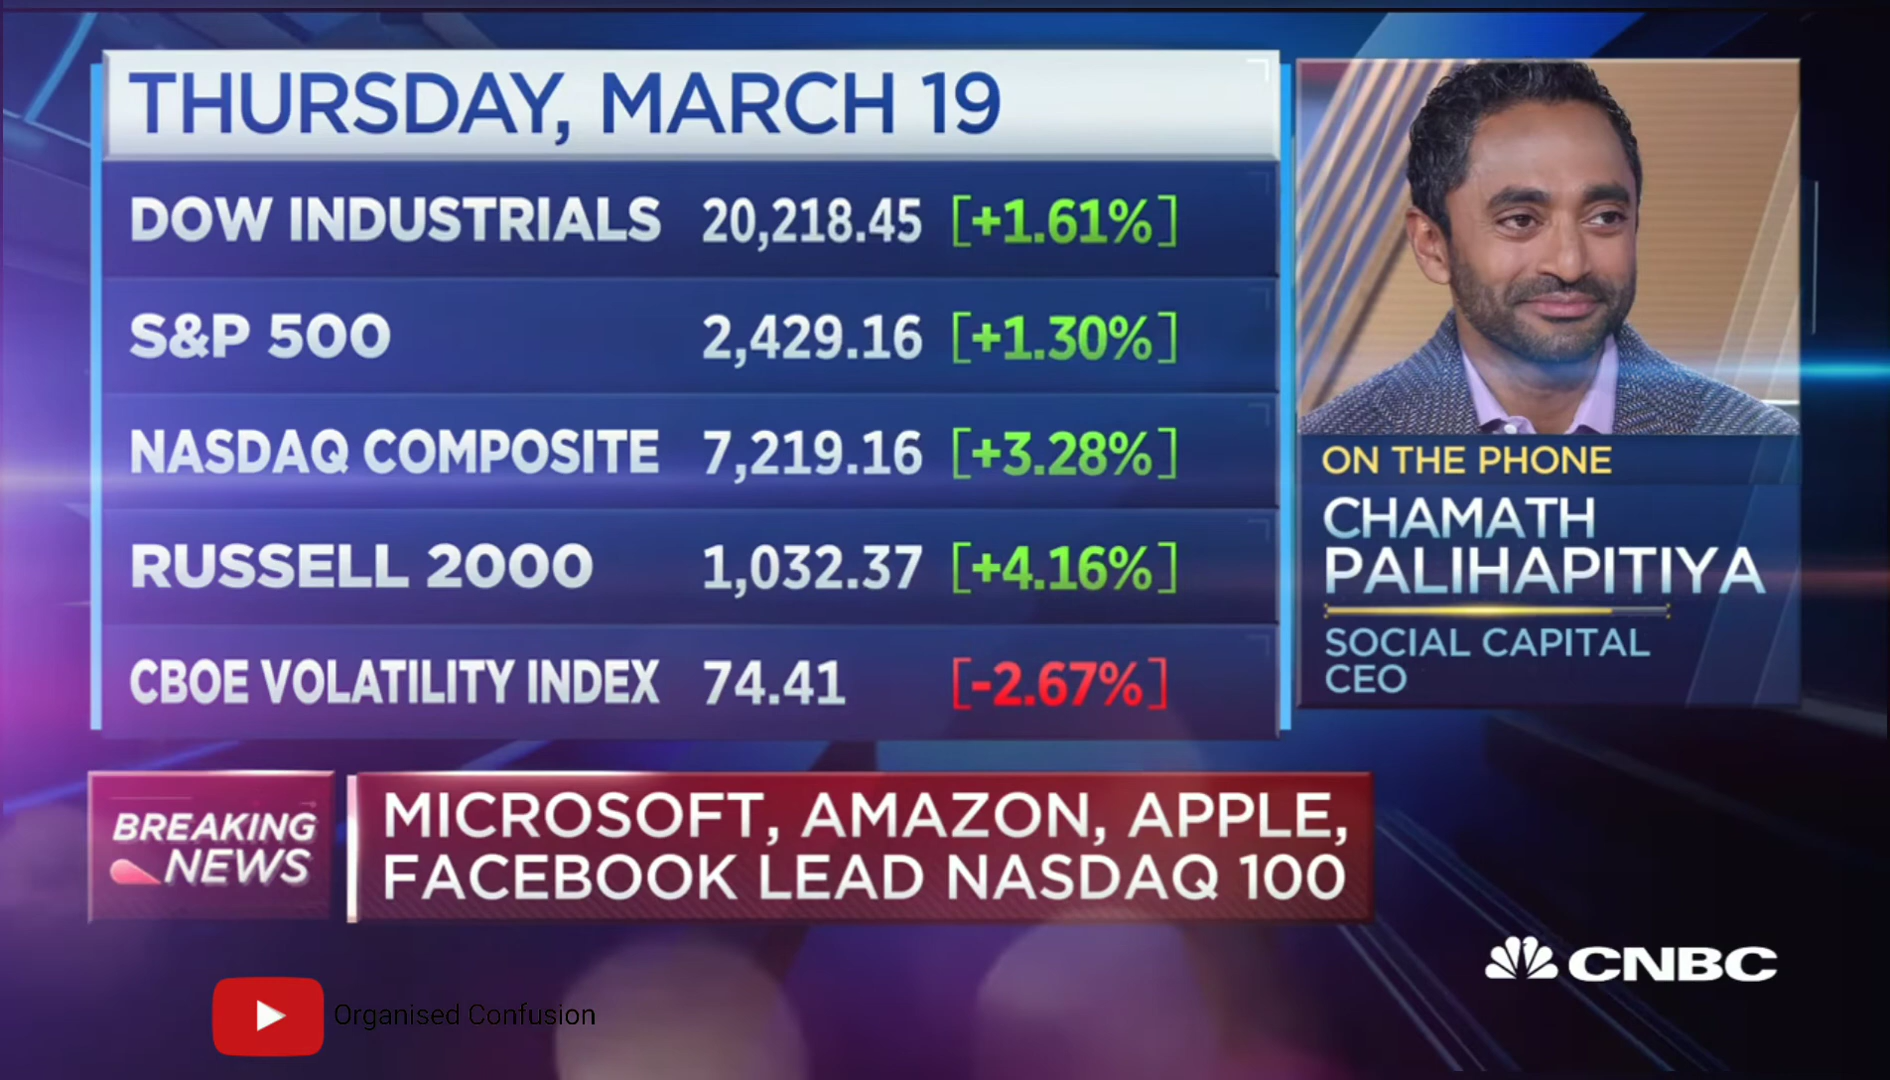 THURSDAY, MARCH 19
DOW INDUSTRIALS 20,218.45 [+1.61%]
S&P 500 2,429.16 [+1.30%]
NASDAQ COMPOSITE 7,219.16 [+3.28%]
RUSSELL 2000 1,032.37 [+4.16%]
CBOE VOLATILITY INDEX 74.41 [-2.67%]
ON THE PHONE
CHAMATH
PALIHAPITIYA
SOCIAL CAPITAL
CEO
BREAKING
NEWS
MICROSOFT, AMAZON, APPLE,
FACEBOOK LEAD NASDAQ 100
CNBC
Organised Confusion